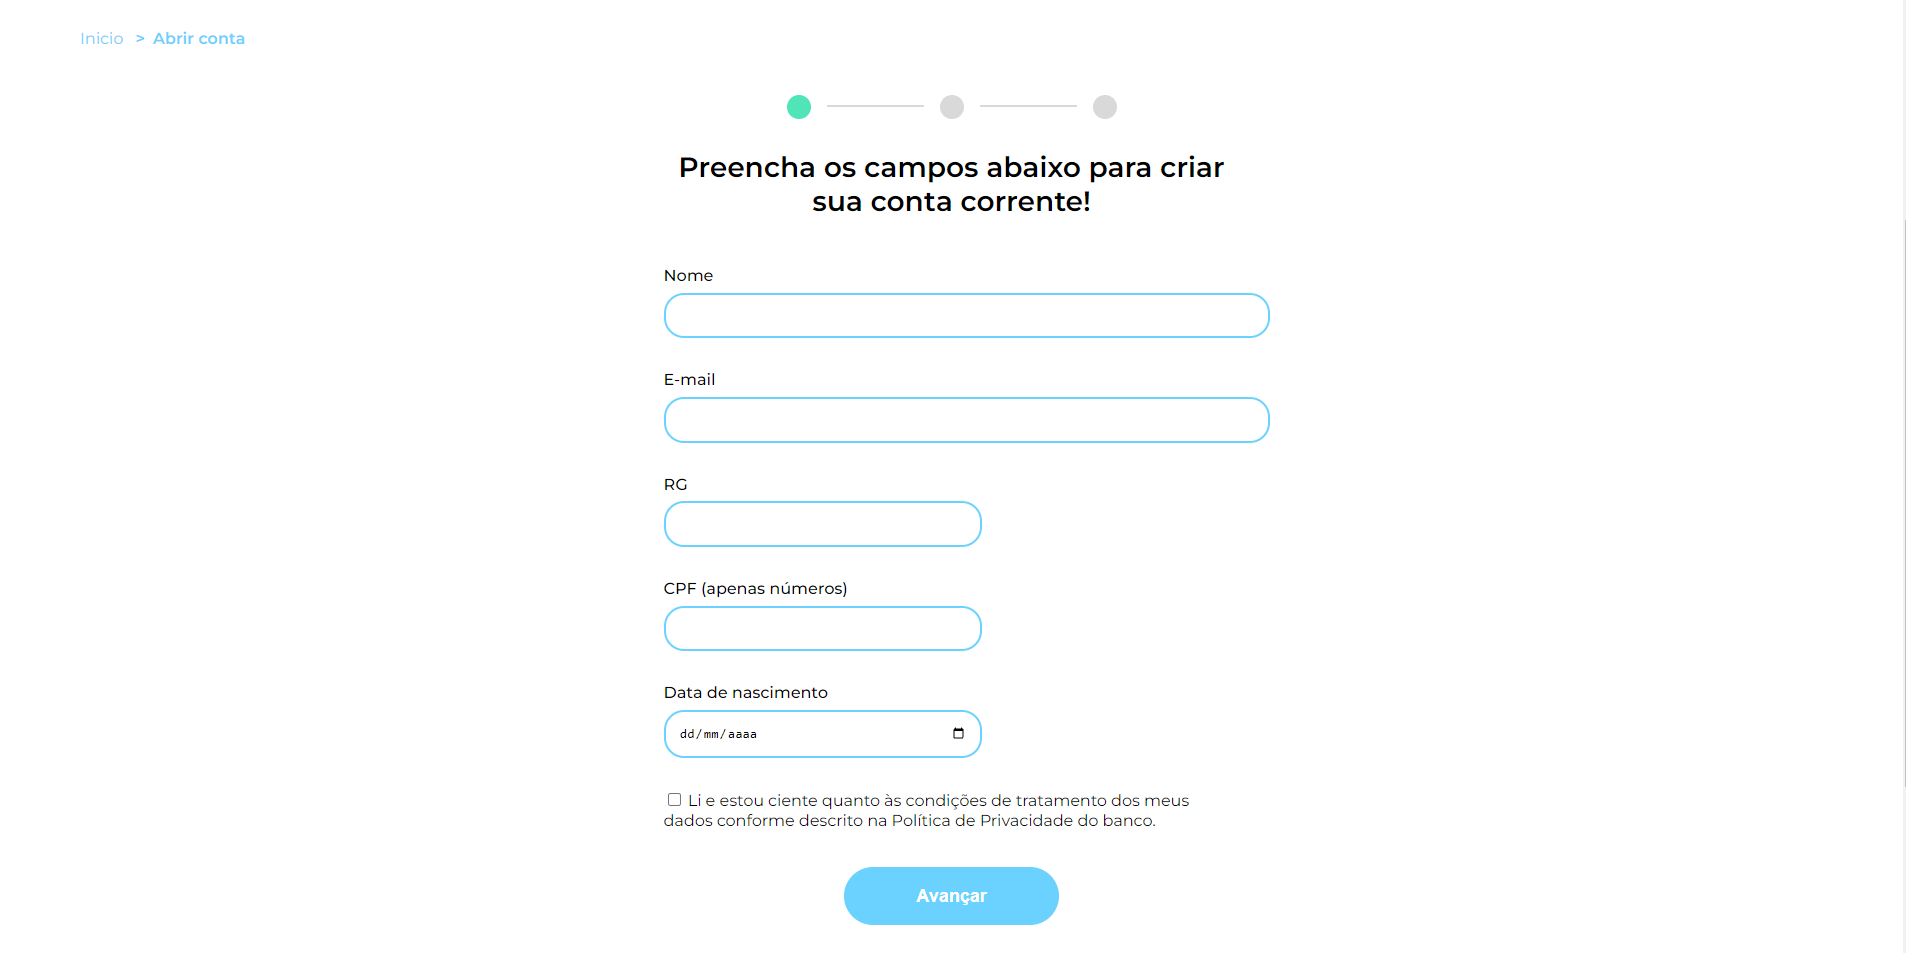 Inicio > Abrir conta
Preencha os campos abaixo para criar
sua conta corrente!
Nome
E-mail
RG
CPF (apenas números)
Data de nascimento
dd/mm/aaaa
Li e estou ciente quanto às condições de tratamento dos meus
dados conforme descrito na Política de Privacidade do banco.
Avançar